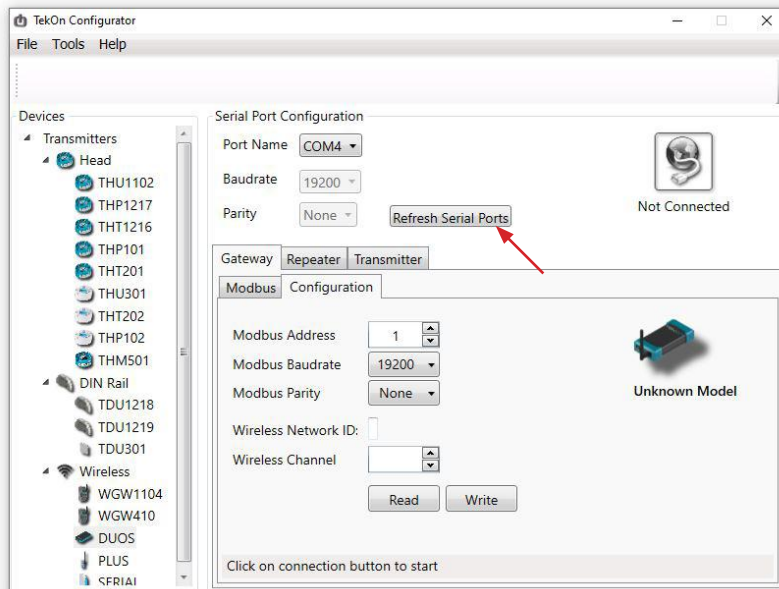 TekOn Configurator
File Tools Help
Devices
Transmitters
Head
THU1102
THP1217
THT1216
THP101
THT201
THU301
THT202
THP102
THM501
DIN Rail
TDU1218
TDU1219
TDU301
Wireless
WGW1104
WGW410
DUOS
PLUS
SERIAL
Serial Port Configuration
Port Name COM4
Baudrate 19200
Parity None Refresh Serial Ports
Not Connected
Gateway Repeater Transmitter
Modbus Configuration
Modbus Address 1
Modbus Baudrate 19200
Modbus Parity None
Wireless Network ID:
Wireless Channel
Read Write
Unknown Model
Click on connection button to start